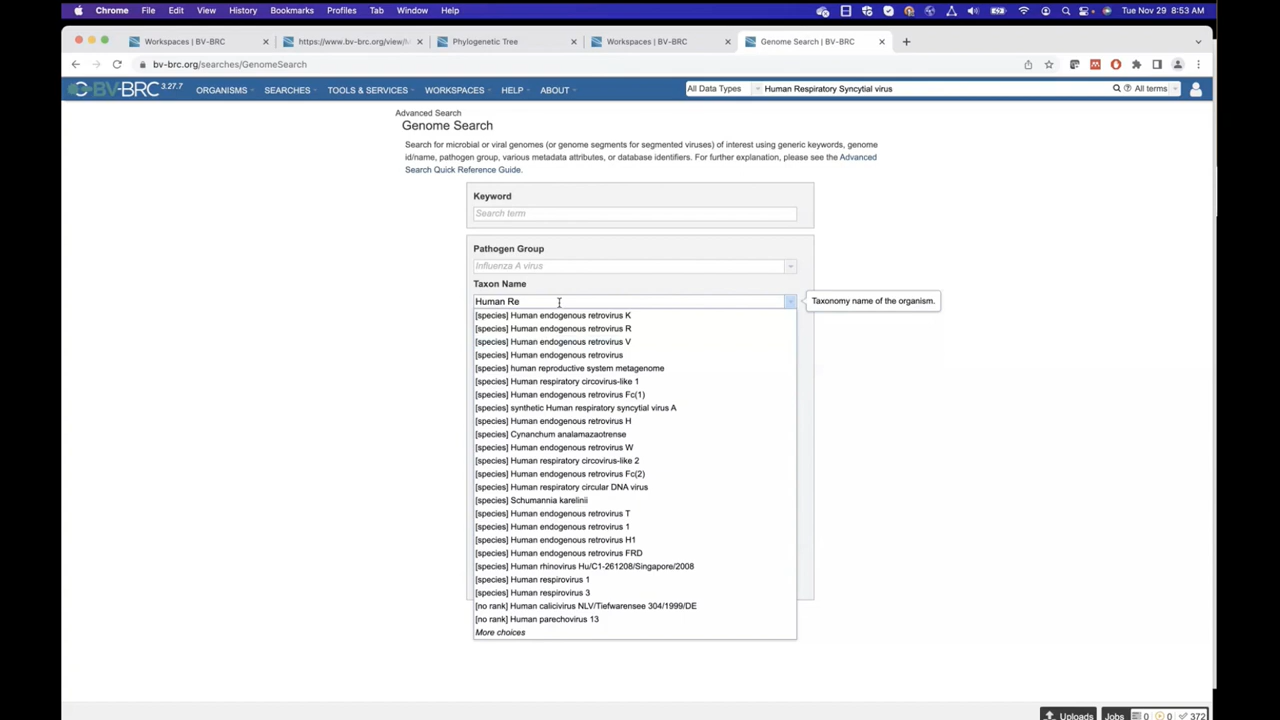 Chrome File Edit View History Bookmarks Profiles Tab Window Help Tue Nov 29 8:53 AM
Workspaces | BV-BRC https://www.bv-brc.org/view/ Phylogenetic Tree Workspaces | BV-BRC Genome Search | BV-BRC
bv-brc.org/searches/GenomeSearch
BV-BRC 3.27.7 ORGANISMS SEARCHES TOOLS & SERVICES WORKSPACES HELP ABOUT All Data Types Human Respiratory Syncytial virus All terms
Advanced Search
Genome Search
Search for microbial or viral genomes (or genome segments for segmented viruses) of interest using generic keywords, genome
id/name, pathogen group, various metadata attributes, or database identifiers. For further explanation, please see the Advanced
Search Quick Reference Guide.
Keyword
Search term
Pathogen Group
Influenza A virus
Taxon Name
Human Re
Taxonomy name of the organism.
[species] Human endogenous retrovirus K
[species] Human endogenous retrovirus R
[species] Human endogenous retrovirus V
[species] Human endogenous retrovirus
[species] human reproductive system metagenome
[species] Human respiratory circovirus-like 1
[species] Human endogenous retrovirus Fc(1)
[species] synthetic Human respiratory syncytial virus A
[species] Human endogenous retrovirus H
[species] Cynanchum analamazaotrense
[species] Human endogenous retrovirus W
[species] Human respiratory circovirus-like 2
[species] Human endogenous retrovirus Fc(2)
[species] Human respiratory circular DNA virus
[species] Schumannia karelinii
[species] Human endogenous retrovirus T
[species] Human endogenous retrovirus 1
[species] Human endogenous retrovirus H1
[species] Human endogenous retrovirus FRD
[species] Human rhinovirus Hu/C1-261208/Singapore/2008
[species] Human respirovirus 1
[species] Human respirovirus 3
[no rank] Human calicivirus NLV/Tiefwarensee 304/1999/DE
[no rank] Human parechovirus 13
More choices
Uploads Jobs 0 0 372